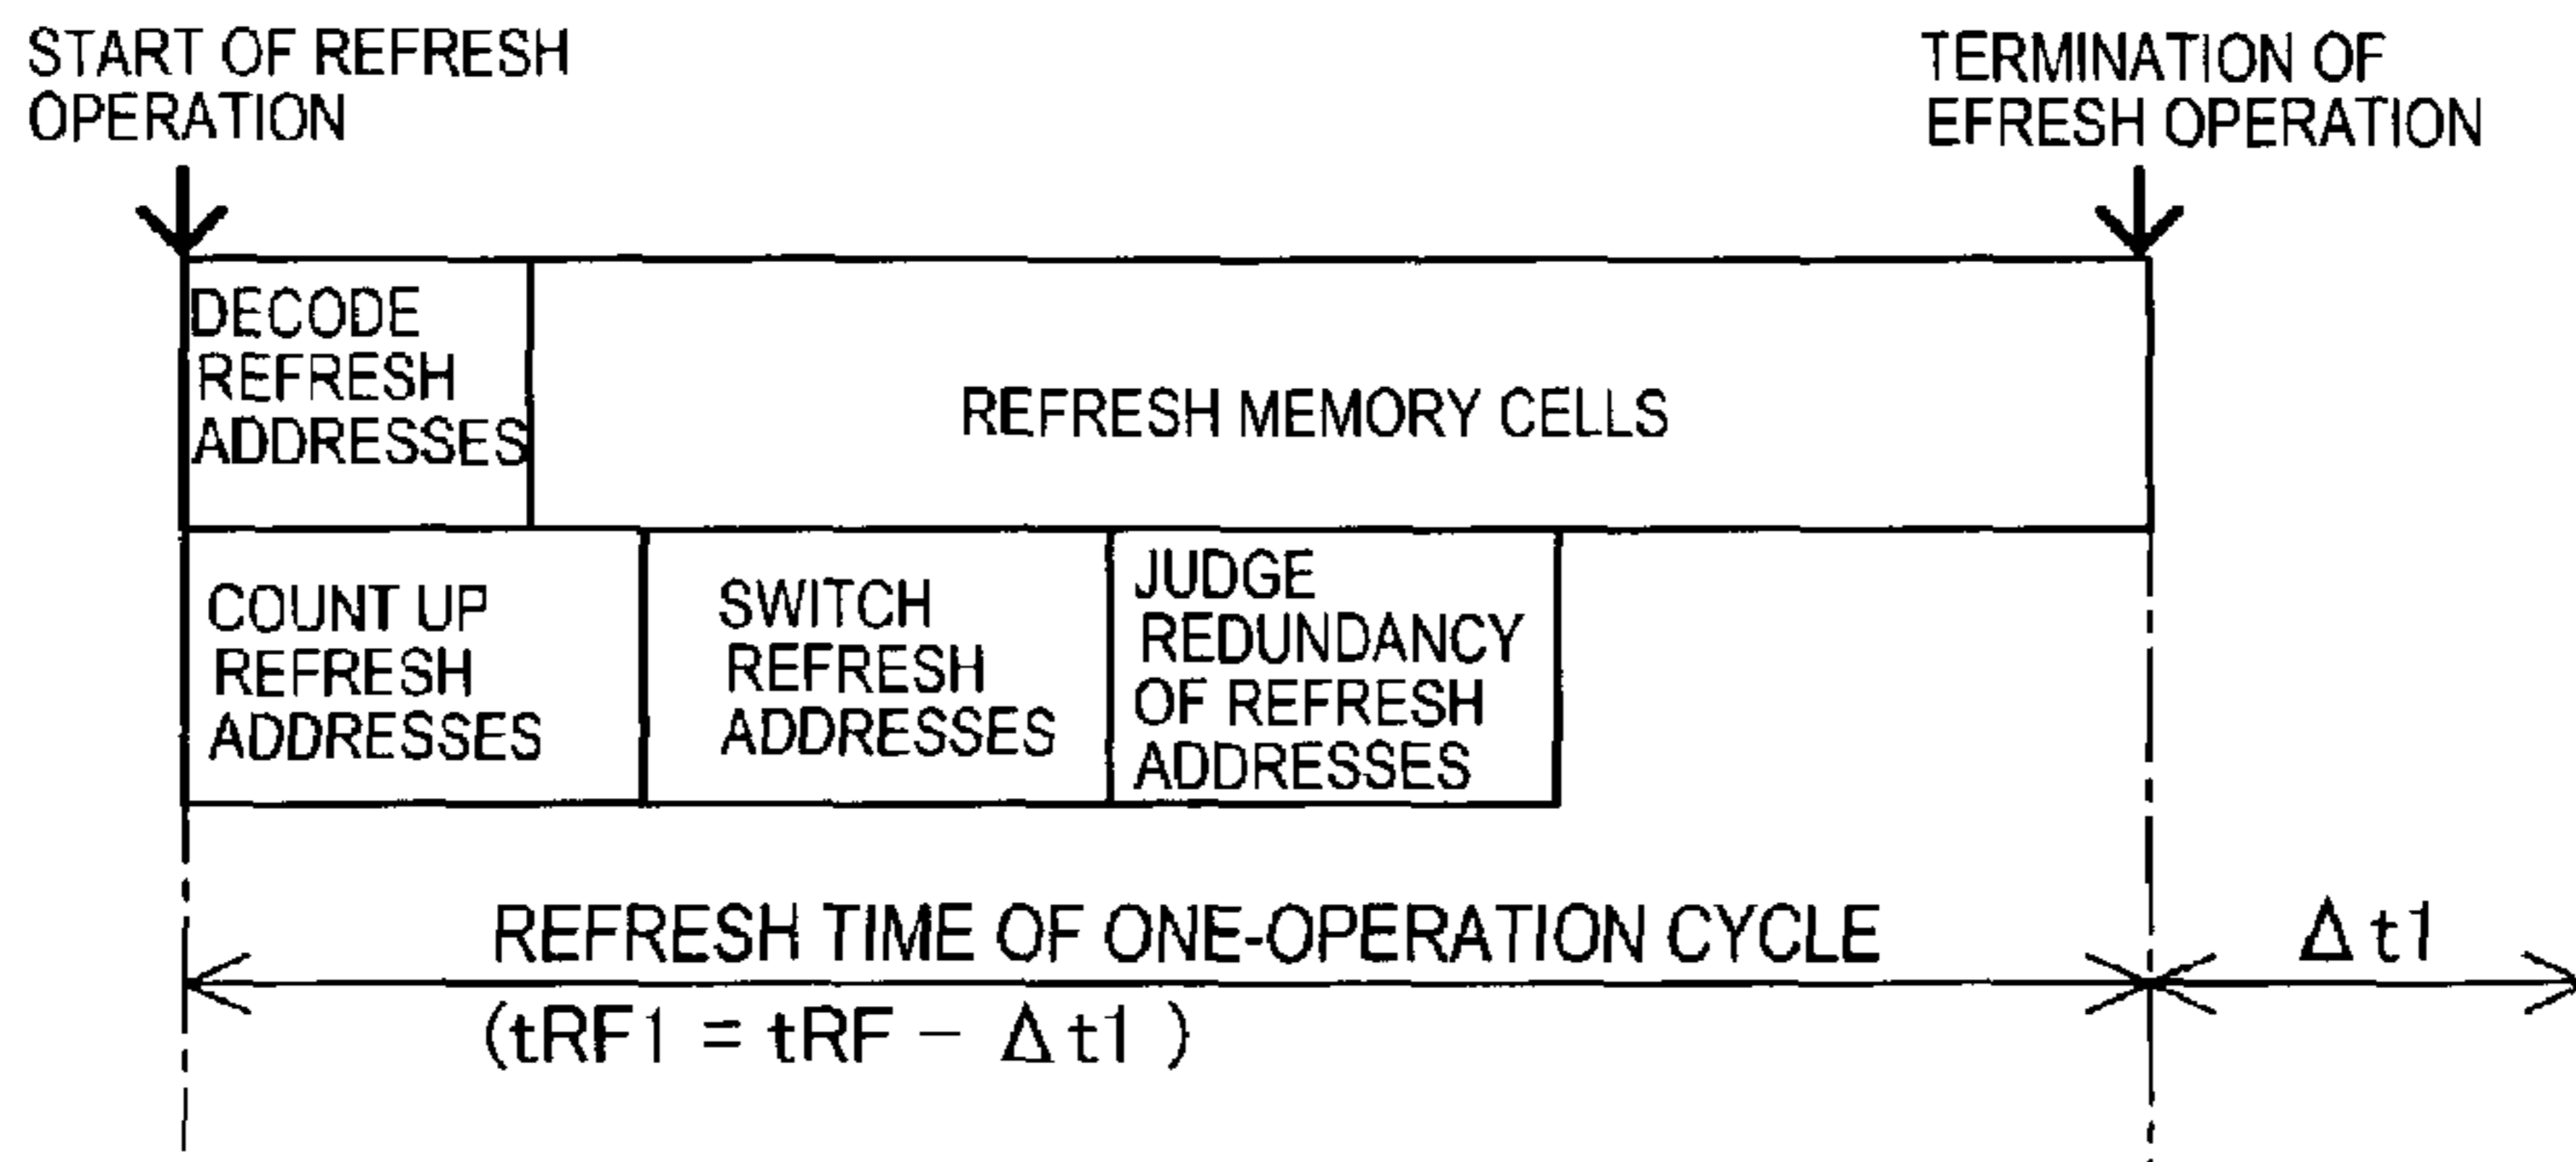 START OF REFRESH
OPERATION
TERMINATION OF
EFRESH OPERATION
DECODE
REFRESH
ADDRESSES
REFRESH MEMORY CELLS
COUNT UP
REFRESH
ADDRESSES
SWITCH
REFRESH
ADDRESSES
JUDGE
REDUNDANCY
OF REFRESH
ADDRESSES
REFRESH TIME OF ONE-OPERATION CYCLE
(tRF1 = tRF − Δt1 )
Δt1